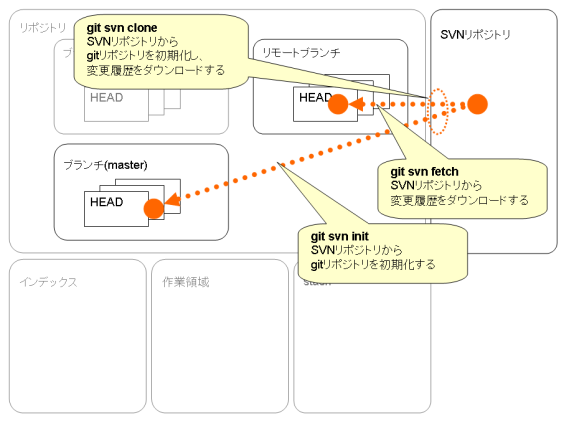 リポジトリ
git svn clone
SVNリポジトリから
gitリポジトリを初期化し、
変更履歴をダウンロードする
ブ
HEAD
リモートブランチ
HEAD
SVNリポジトリ
git svn fetch
SVNリポジトリから
変更履歴をダウンロードする
ブランチ(master)
HEAD
git svn init
SVNリポジトリから
gitリポジトリを初期化する
インデックス
作業領域